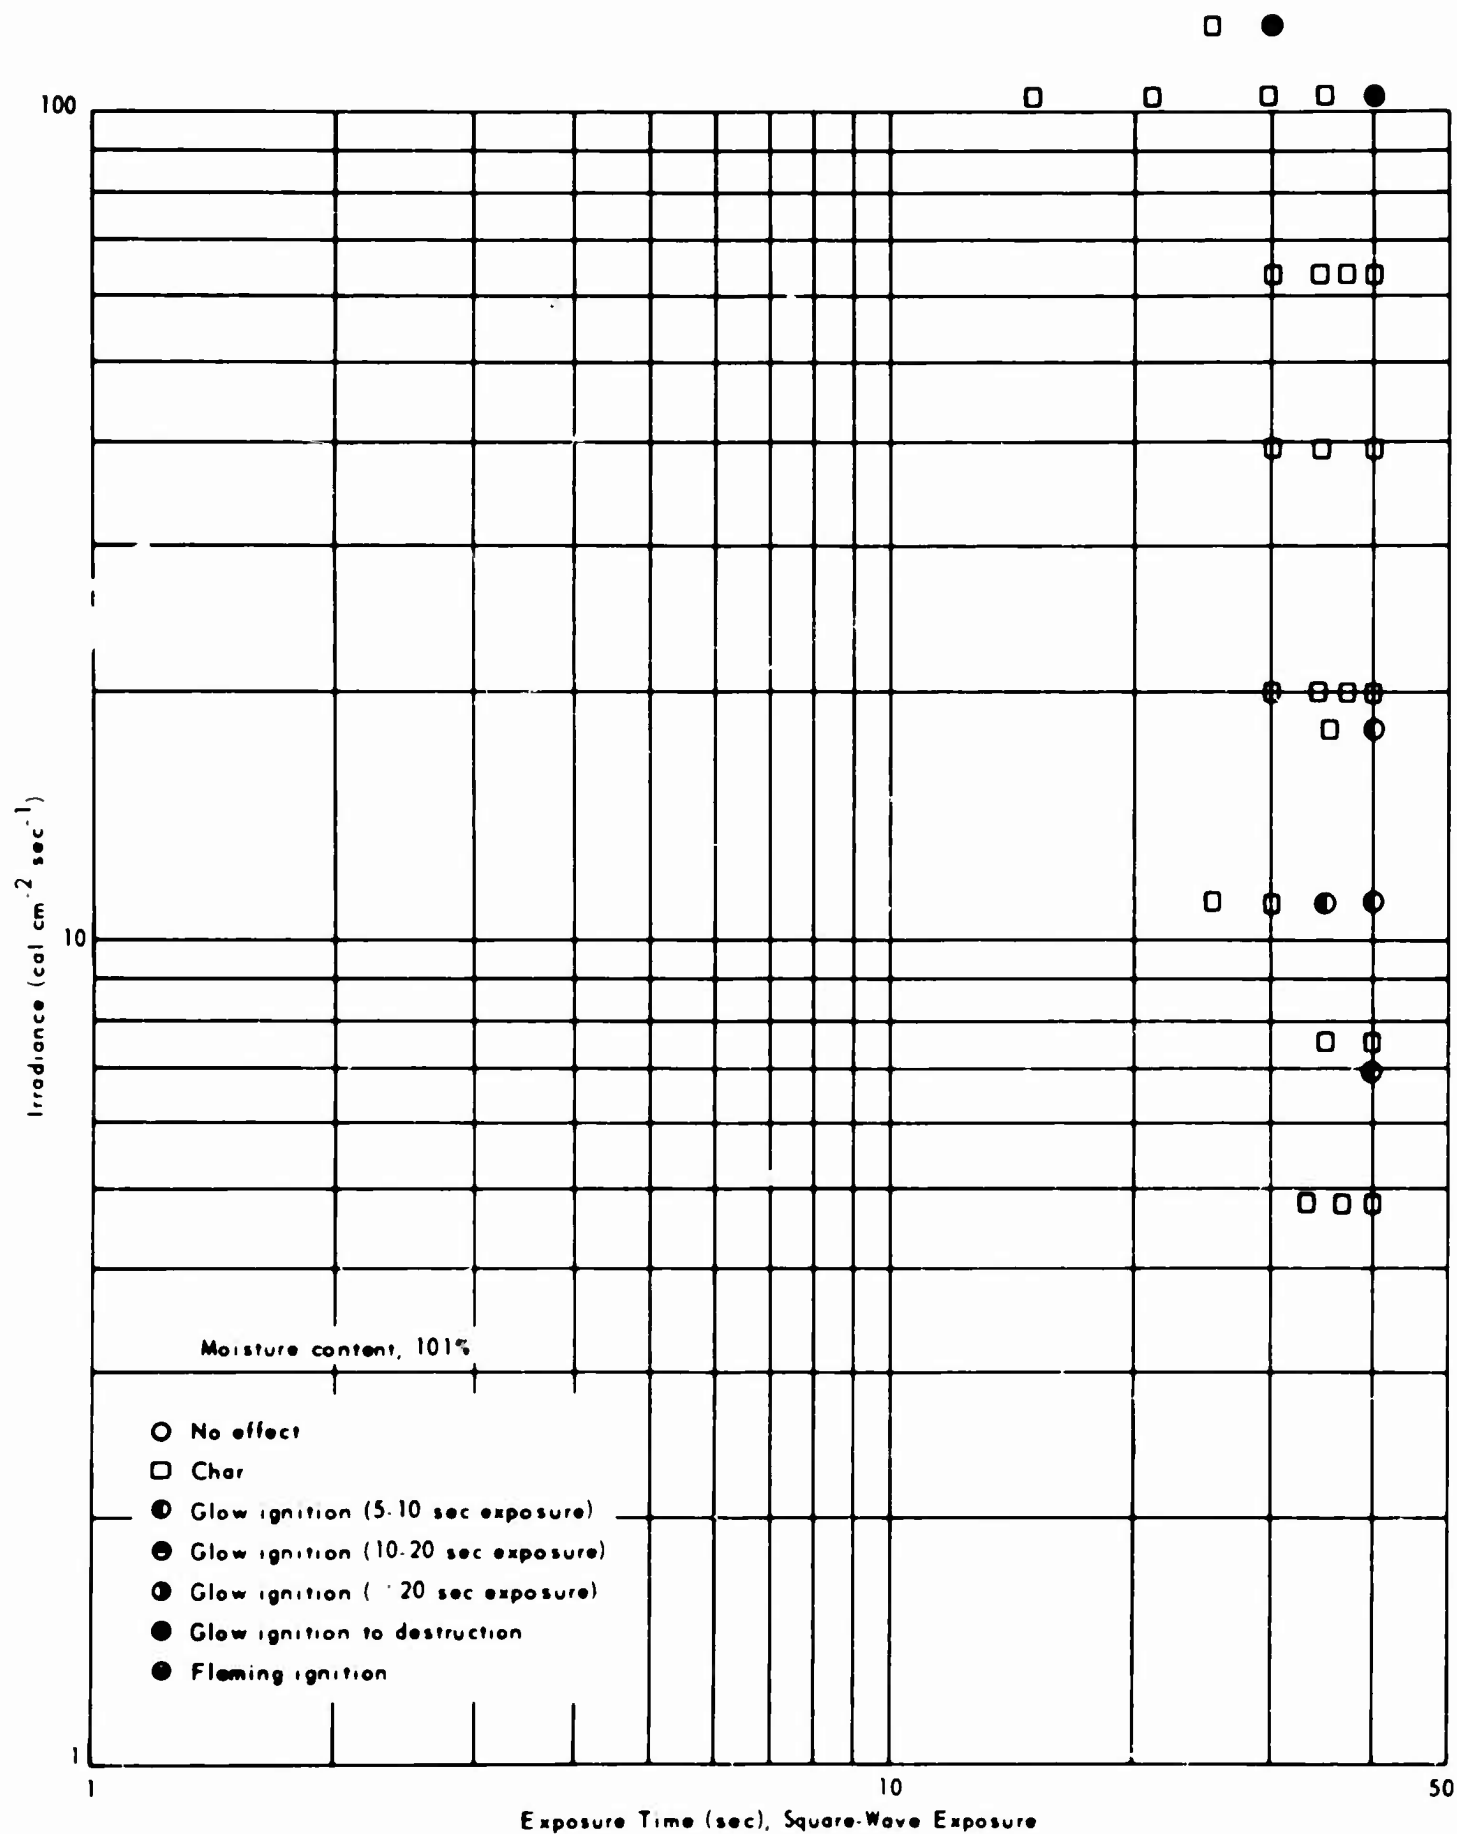 100
10
1
Irradiance (cal cm-2 sec-1)
Moisture content, 101%
No effect
Char
Glow ignition (5-10 sec exposure)
Glow ignition (10-20 sec exposure)
Glow ignition ( 20 sec exposure)
Glow ignition to destruction
Flaming ignition
1
10
50
Exposure Time (sec), Square-Wave Exposure